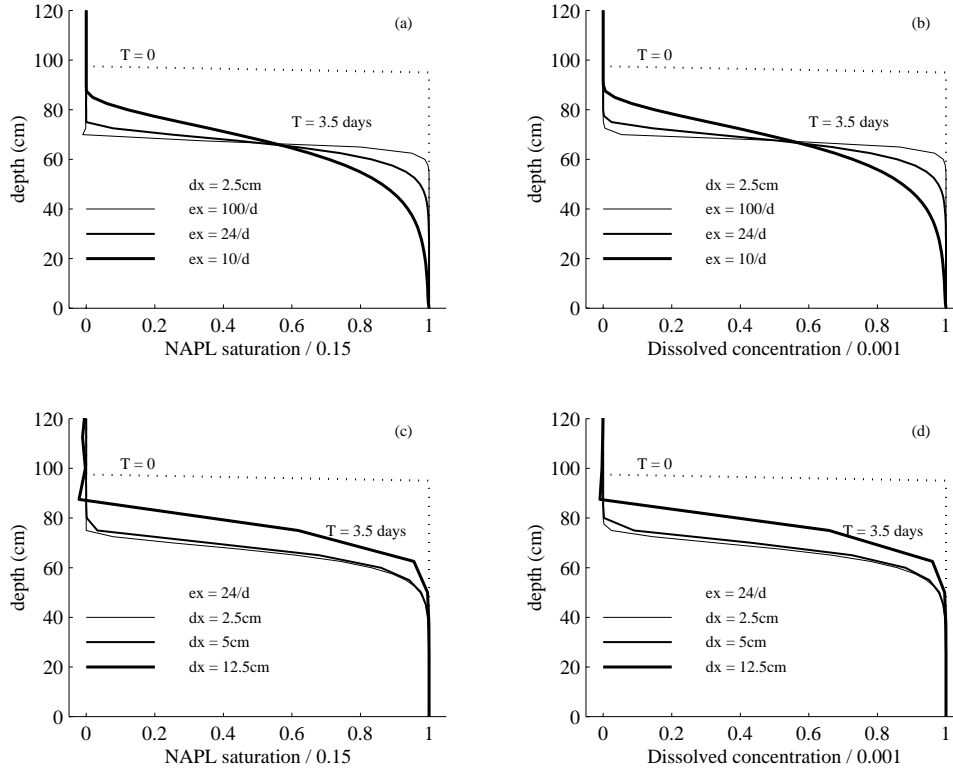 (a)
120
100
80
60
40
20
0
depth (cm)
T = 0
T = 3.5 days
dx = 2.5cm
ex = 100/d
ex = 24/d
ex = 10/d
0 0.2 0.4 0.6 0.8 1
NAPL saturation / 0.15
(b)
120
100
80
60
40
20
0
depth (cm)
T = 0
T = 3.5 days
dx = 2.5cm
ex = 100/d
ex = 24/d
ex = 10/d
0 0.2 0.4 0.6 0.8 1
Dissolved concentration / 0.001
(c)
120
100
80
60
40
20
0
depth (cm)
T = 0
T = 3.5 days
ex = 24/d
dx = 2.5cm
dx = 5cm
dx = 12.5cm
0 0.2 0.4 0.6 0.8 1
NAPL saturation / 0.15
(d)
120
100
80
60
40
20
0
depth (cm)
T = 0
T = 3.5 days
ex = 24/d
dx = 2.5cm
dx = 5cm
dx = 12.5cm
0 0.2 0.4 0.6 0.8 1
Dissolved concentration / 0.001